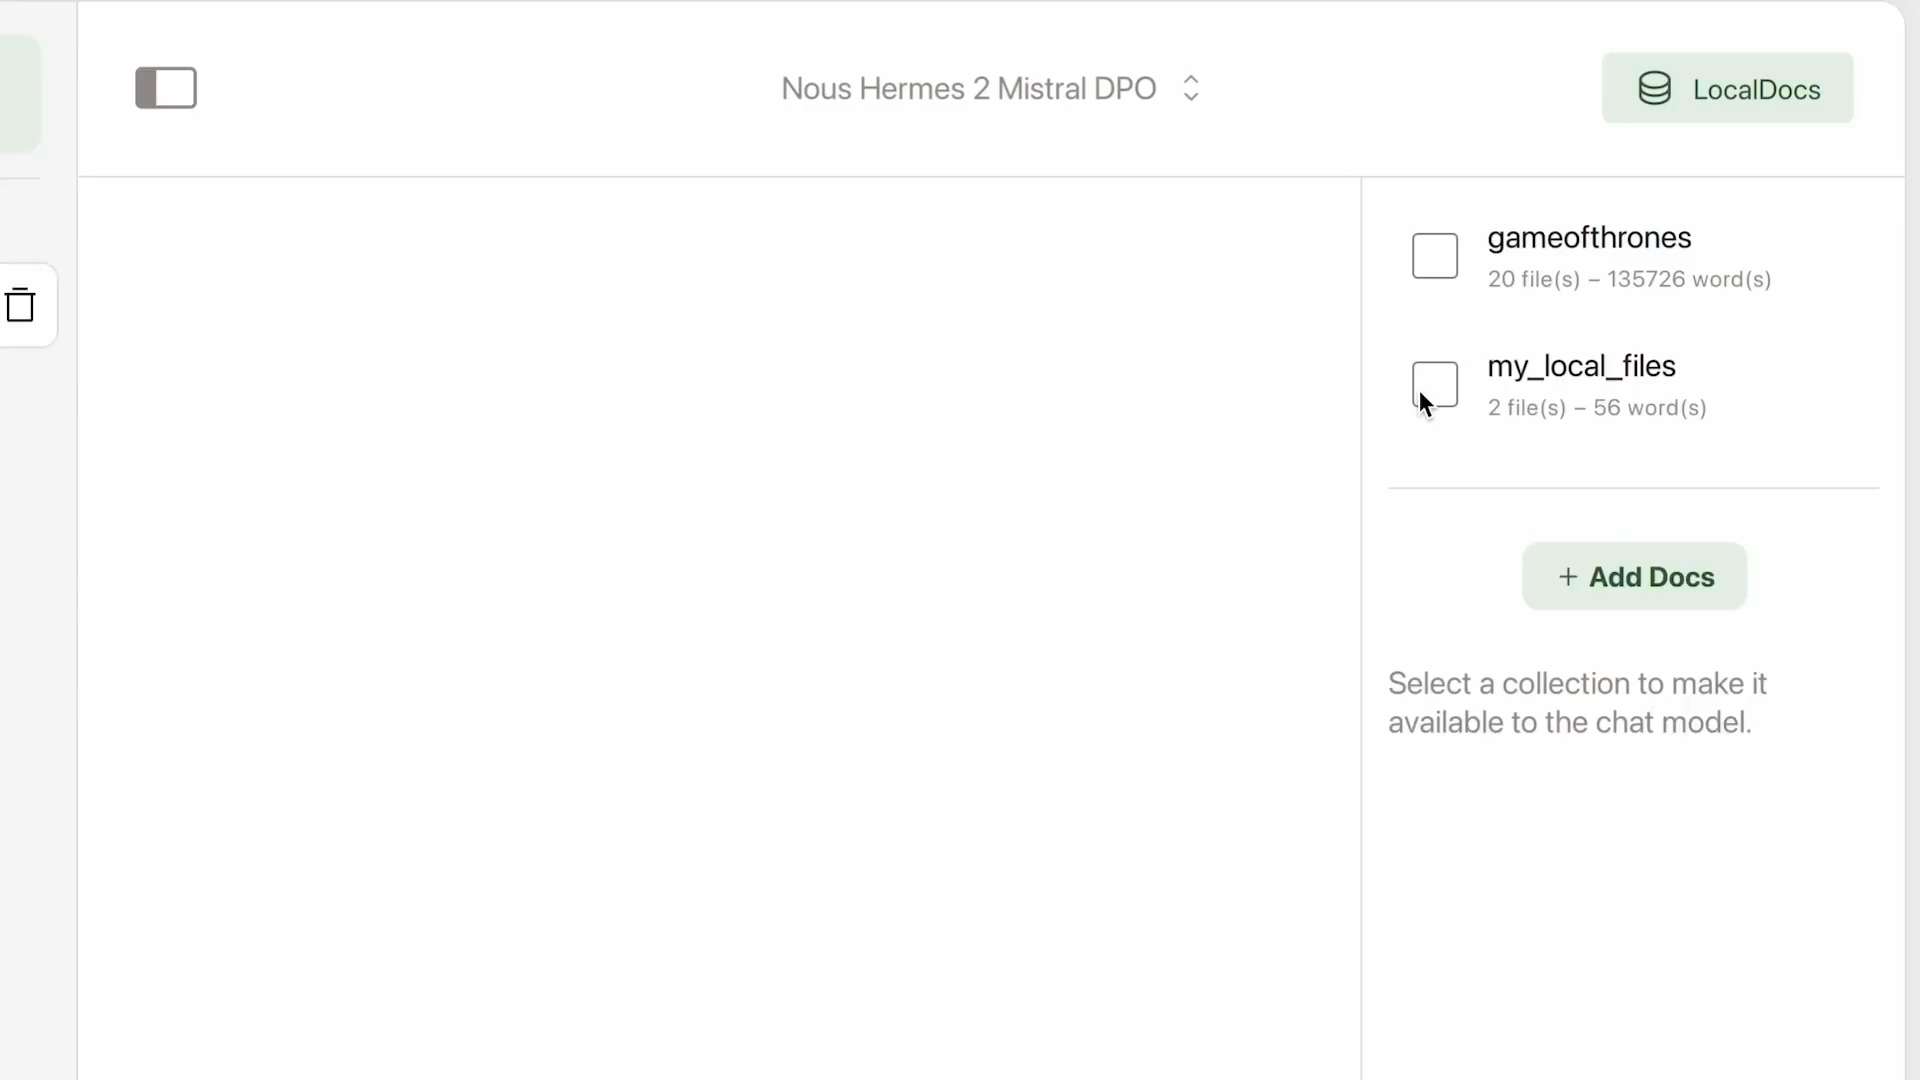 Nous Hermes 2 Mistral DPO
LocalDocs
gameofthrones
20 file(s) – 135726 word(s)
my_local_files
2 file(s) – 56 word(s)
+ Add Docs
Select a collection to make it
available to the chat model.